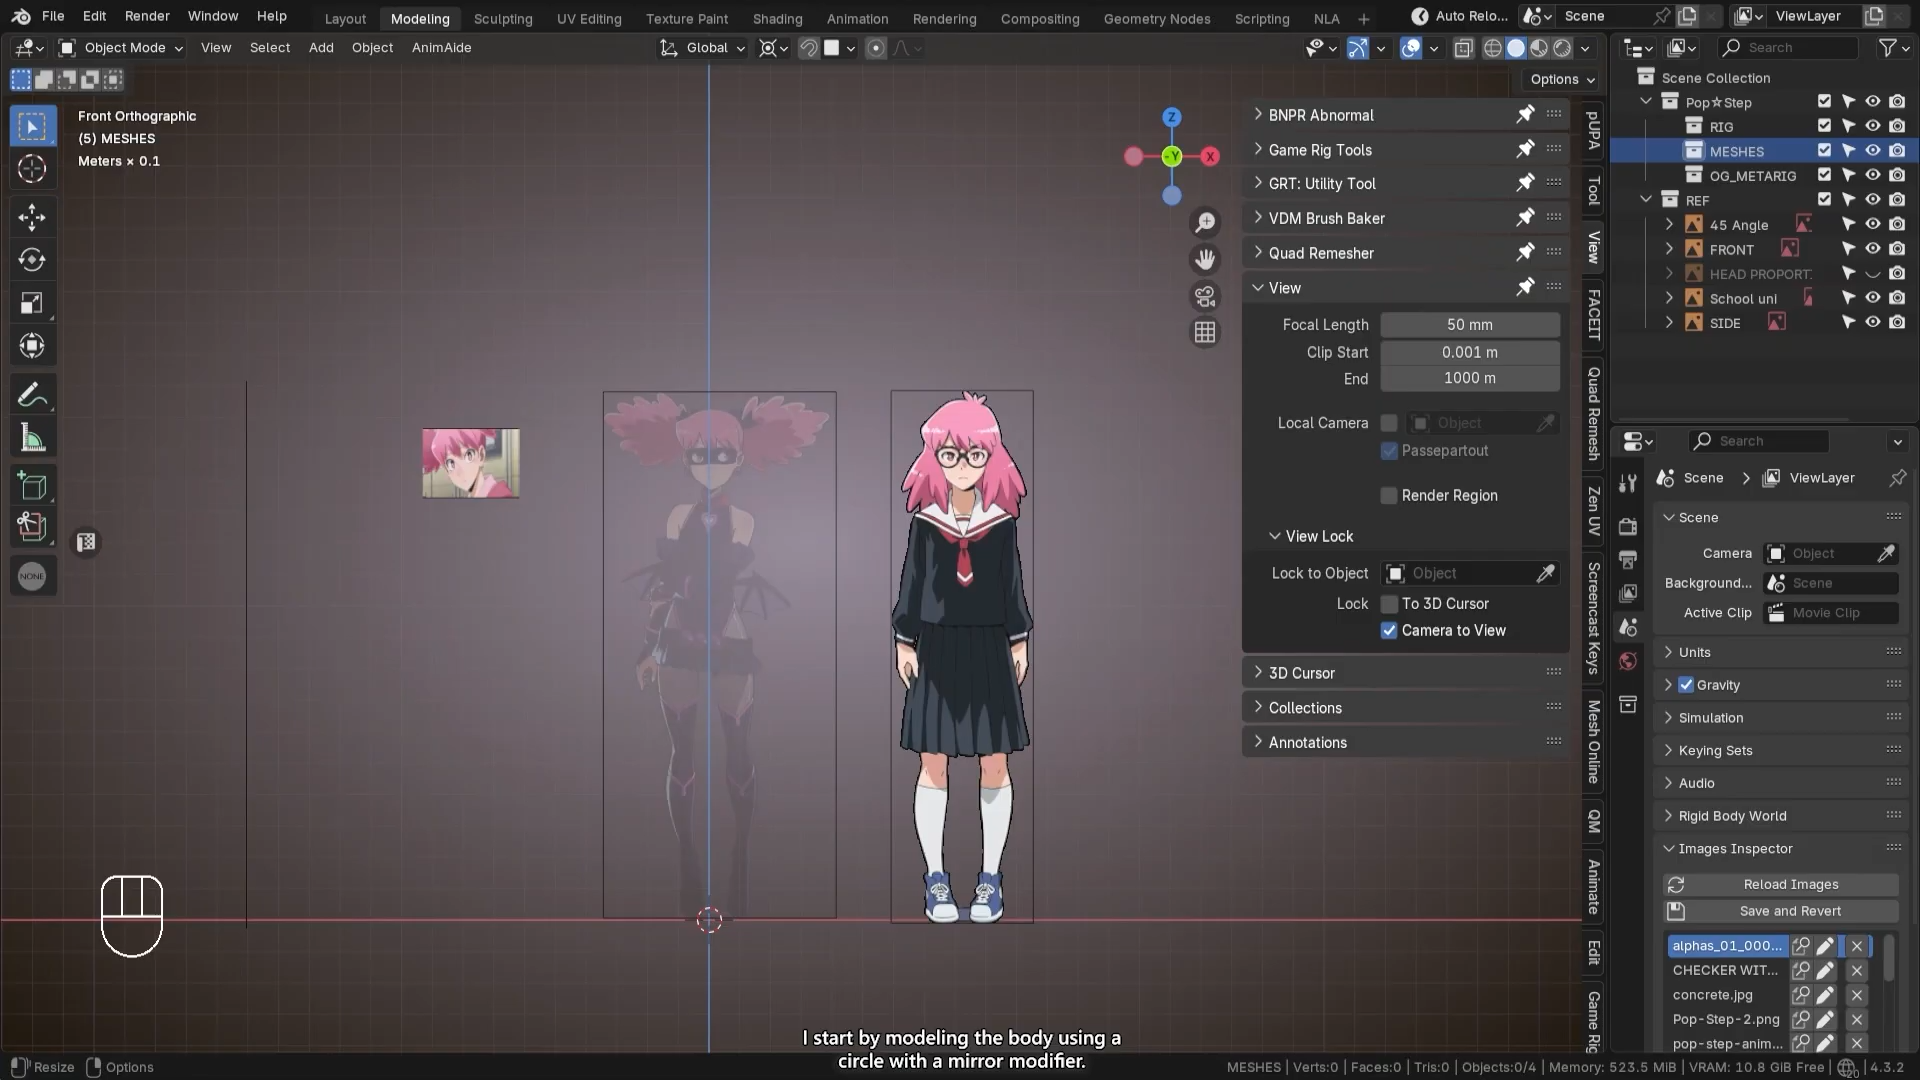 File Edit Render Window Help Layout Modeling Sculpting UV Editing Texture Paint Shading Animation Rendering Compositing Geometry Nodes Scripting NLA + Auto Relo... Scene ViewLayer
Object Mode View Select Add Object AnimAide Global Search
Options
Front Orthographic
(5) MESHES
Meters × 0.1
NONE
Z
-Y
X
BNPR Abnormal
Game Rig Tools
GRT: Utility Tool
VDM Brush Baker
Quad Remesher
View
Focal Length 50 mm
Clip Start 0.001 m
End 1000 m
Local Camera Object
Passepartout
Render Region
View Lock
Lock to Object Object
Lock To 3D Cursor
Camera to View
3D Cursor
Collections
Annotations
pUPA
Tool
View
FACEIT
Quad Remesh
Zen UV
Screencast Keys
Mesh Online
QM
Animate
Edit
Game Rig
Scene Collection
Pop☆Step
RIG
MESHES
OG_METARIG
REF
45 Angle
FRONT
HEAD PROPORT
School uni
SIDE
Search
Scene ViewLayer
Scene
Camera Object
Background... Scene
Active Clip Movie Clip
Units
Gravity
Simulation
Keying Sets
Audio
Rigid Body World
Images Inspector
Reload Images
Save and Revert
alphas_01_000...
CHECKER WIT...
concrete.jpg
Pop-Step-2.png
pop-step-anim...
I start by modeling the body using a
circle with a mirror modifier.
Resize Options MESHES | Verts:0 | Faces:0 | Tris:0 | Objects:0/4 | Memory: 523.5 MiB | VRAM: 10.8 GiB Free | 4.3.2